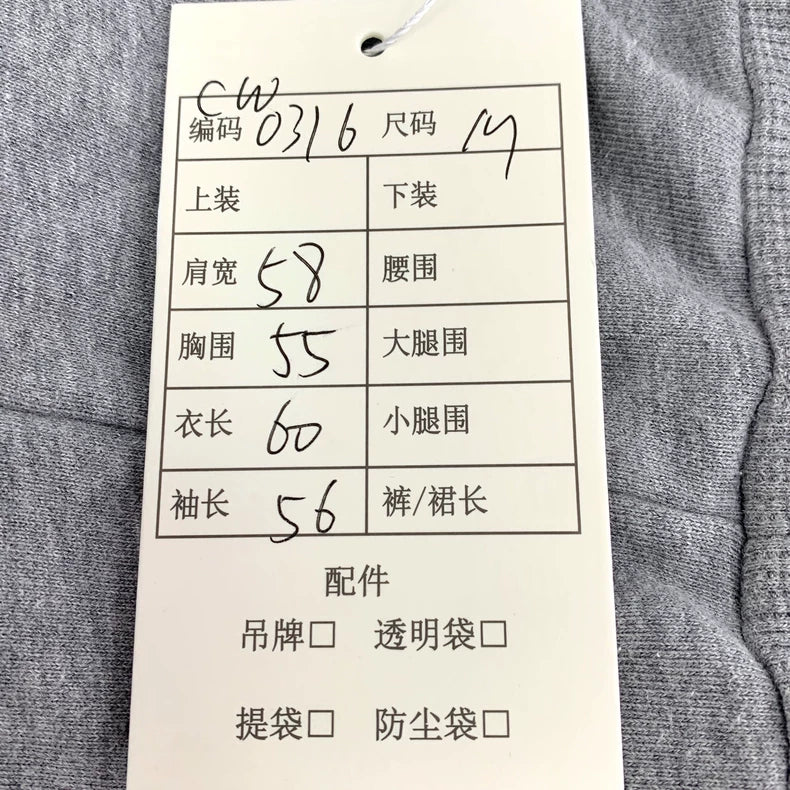 CW
编码 0316 尺码 M
上装 下装
肩宽 58 腰围
胸围 55 大腿围
衣长 60 小腿围
袖长 56 裤/裙长
配件
吊牌□ 透明袋□
提袋□ 防尘袋□